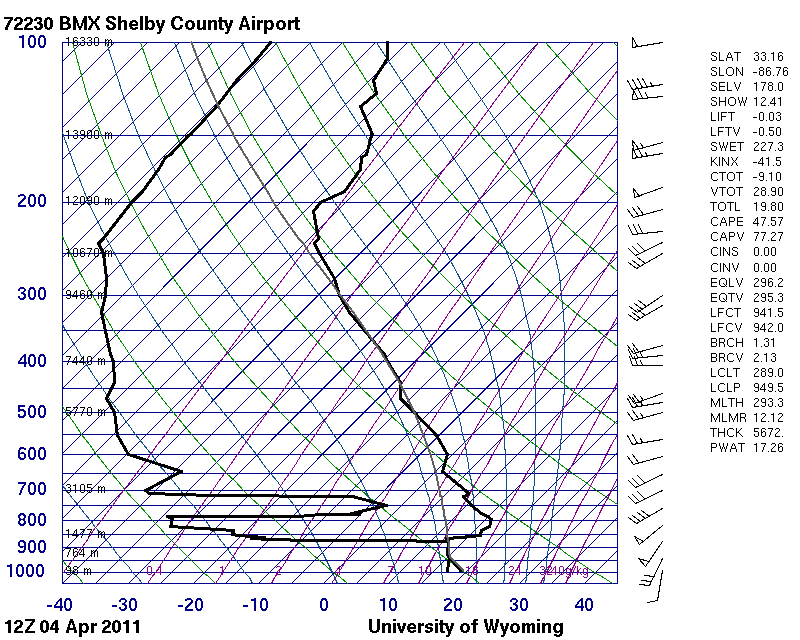 72230 BMX Shelby County Airport
100
16330 m
13900 m
200
12090 m
10670 m
300
9460 m
400
7440 m
500
5770 m
600
700
3105 m
800
1477 m
900
764 m
1000
98 m
0.4
1
2
4
7
10
16
24
32
40g/kg
-40
-30
-20
-10
0
10
20
30
40
12Z 04 Apr 2011
University of Wyoming
SLAT 33.16
SLON -86.76
SELV 178.0
SHOW 12.41
LIFT -0.03
LFTV -0.50
SWET 227.3
KINX -41.5
CTOT -9.10
VTOT 28.90
TOTL 19.80
CAPE 47.57
CAPV 77.27
CINS 0.00
CINV 0.00
EQLV 296.2
EQTV 295.3
LFCT 941.5
LFCV 942.0
BRCH 1.31
BRCV 2.13
LCLT 289.0
LCLP 949.5
MLTH 293.3
MLMR 12.12
THCK 5672.
PWAT 17.26